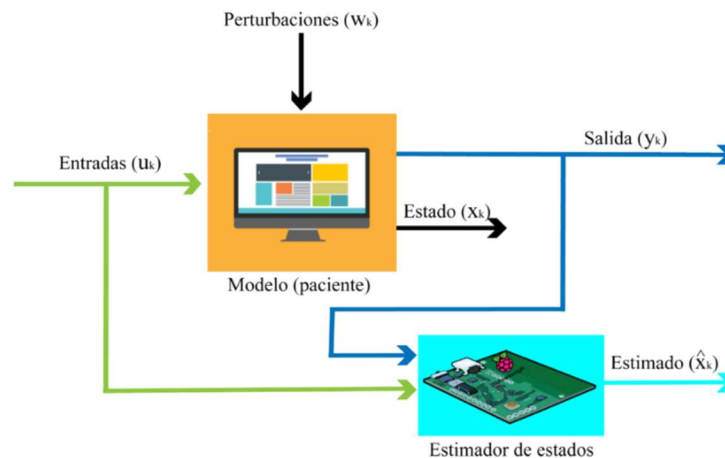 Perturbaciones (wₖ)
Entradas (uₖ)
Salida (yₖ)
Estado (xₖ)
Modelo (paciente)
Estimado (x̂ₖ)
Estimador de estados